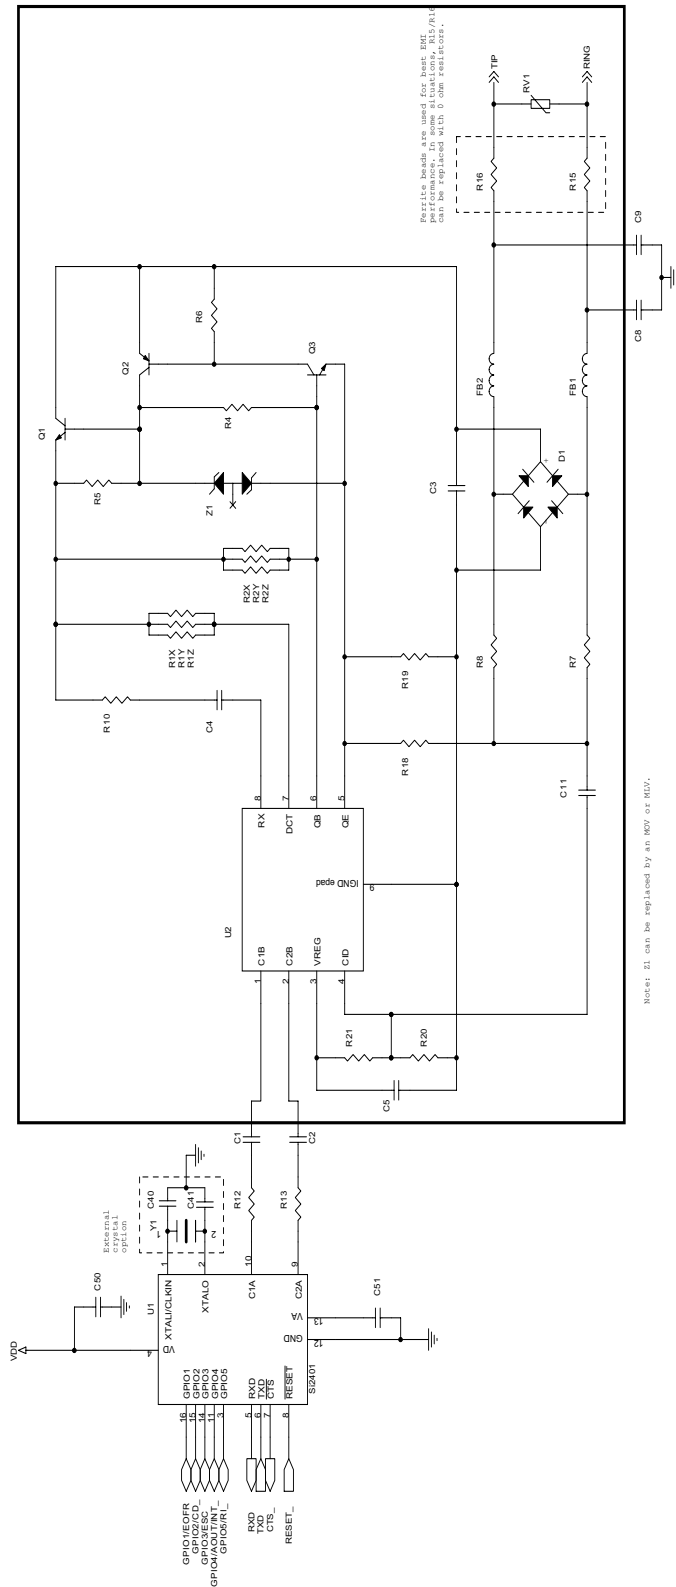 Ferrite beads are used for best EMI
performance. In some situations, R15/R16
can be replaced with 0 ohm resistors.
TIP
RING
RV1
R16
R15
C9
C8
FB2
FB1
D1
+
-
C3
R6
Q2
Q3
Q1
R4
R5
Z1
R2X
R2Y
R2Z
R1X
R1Y
R1Z
R10
C4
R19
R18
R8
R7
C11
U2
8
RX
7
DCT
6
QB
5
QE
9
IGND epad
C1B
1
C2B
2
VREG
3
CID
4
R21
R20
C5
Note: Z1 can be replaced by an MOV or MLV.
C1
C2
R12
R13
External
crystal
option
C40
C41
Y1
1
2
VDD
C50
C51
U1
Si2401
1
XTALI/CLKIN
2
XTALO
10
C1A
9
C2A
4
VD
13
VA
12
GND
GPIO1
16
GPIO2
15
GPIO3
14
GPIO4
11
GPIO5
3
RXD
5
TXD
6
CTS
7
RESET
8
GPIO1/EOFR
GPIO2/CD_
GPIO3/ESC
GPIO4/AOUT/INT_
GPIO5/RI_
RXD
TXD
CTS_
RESET_